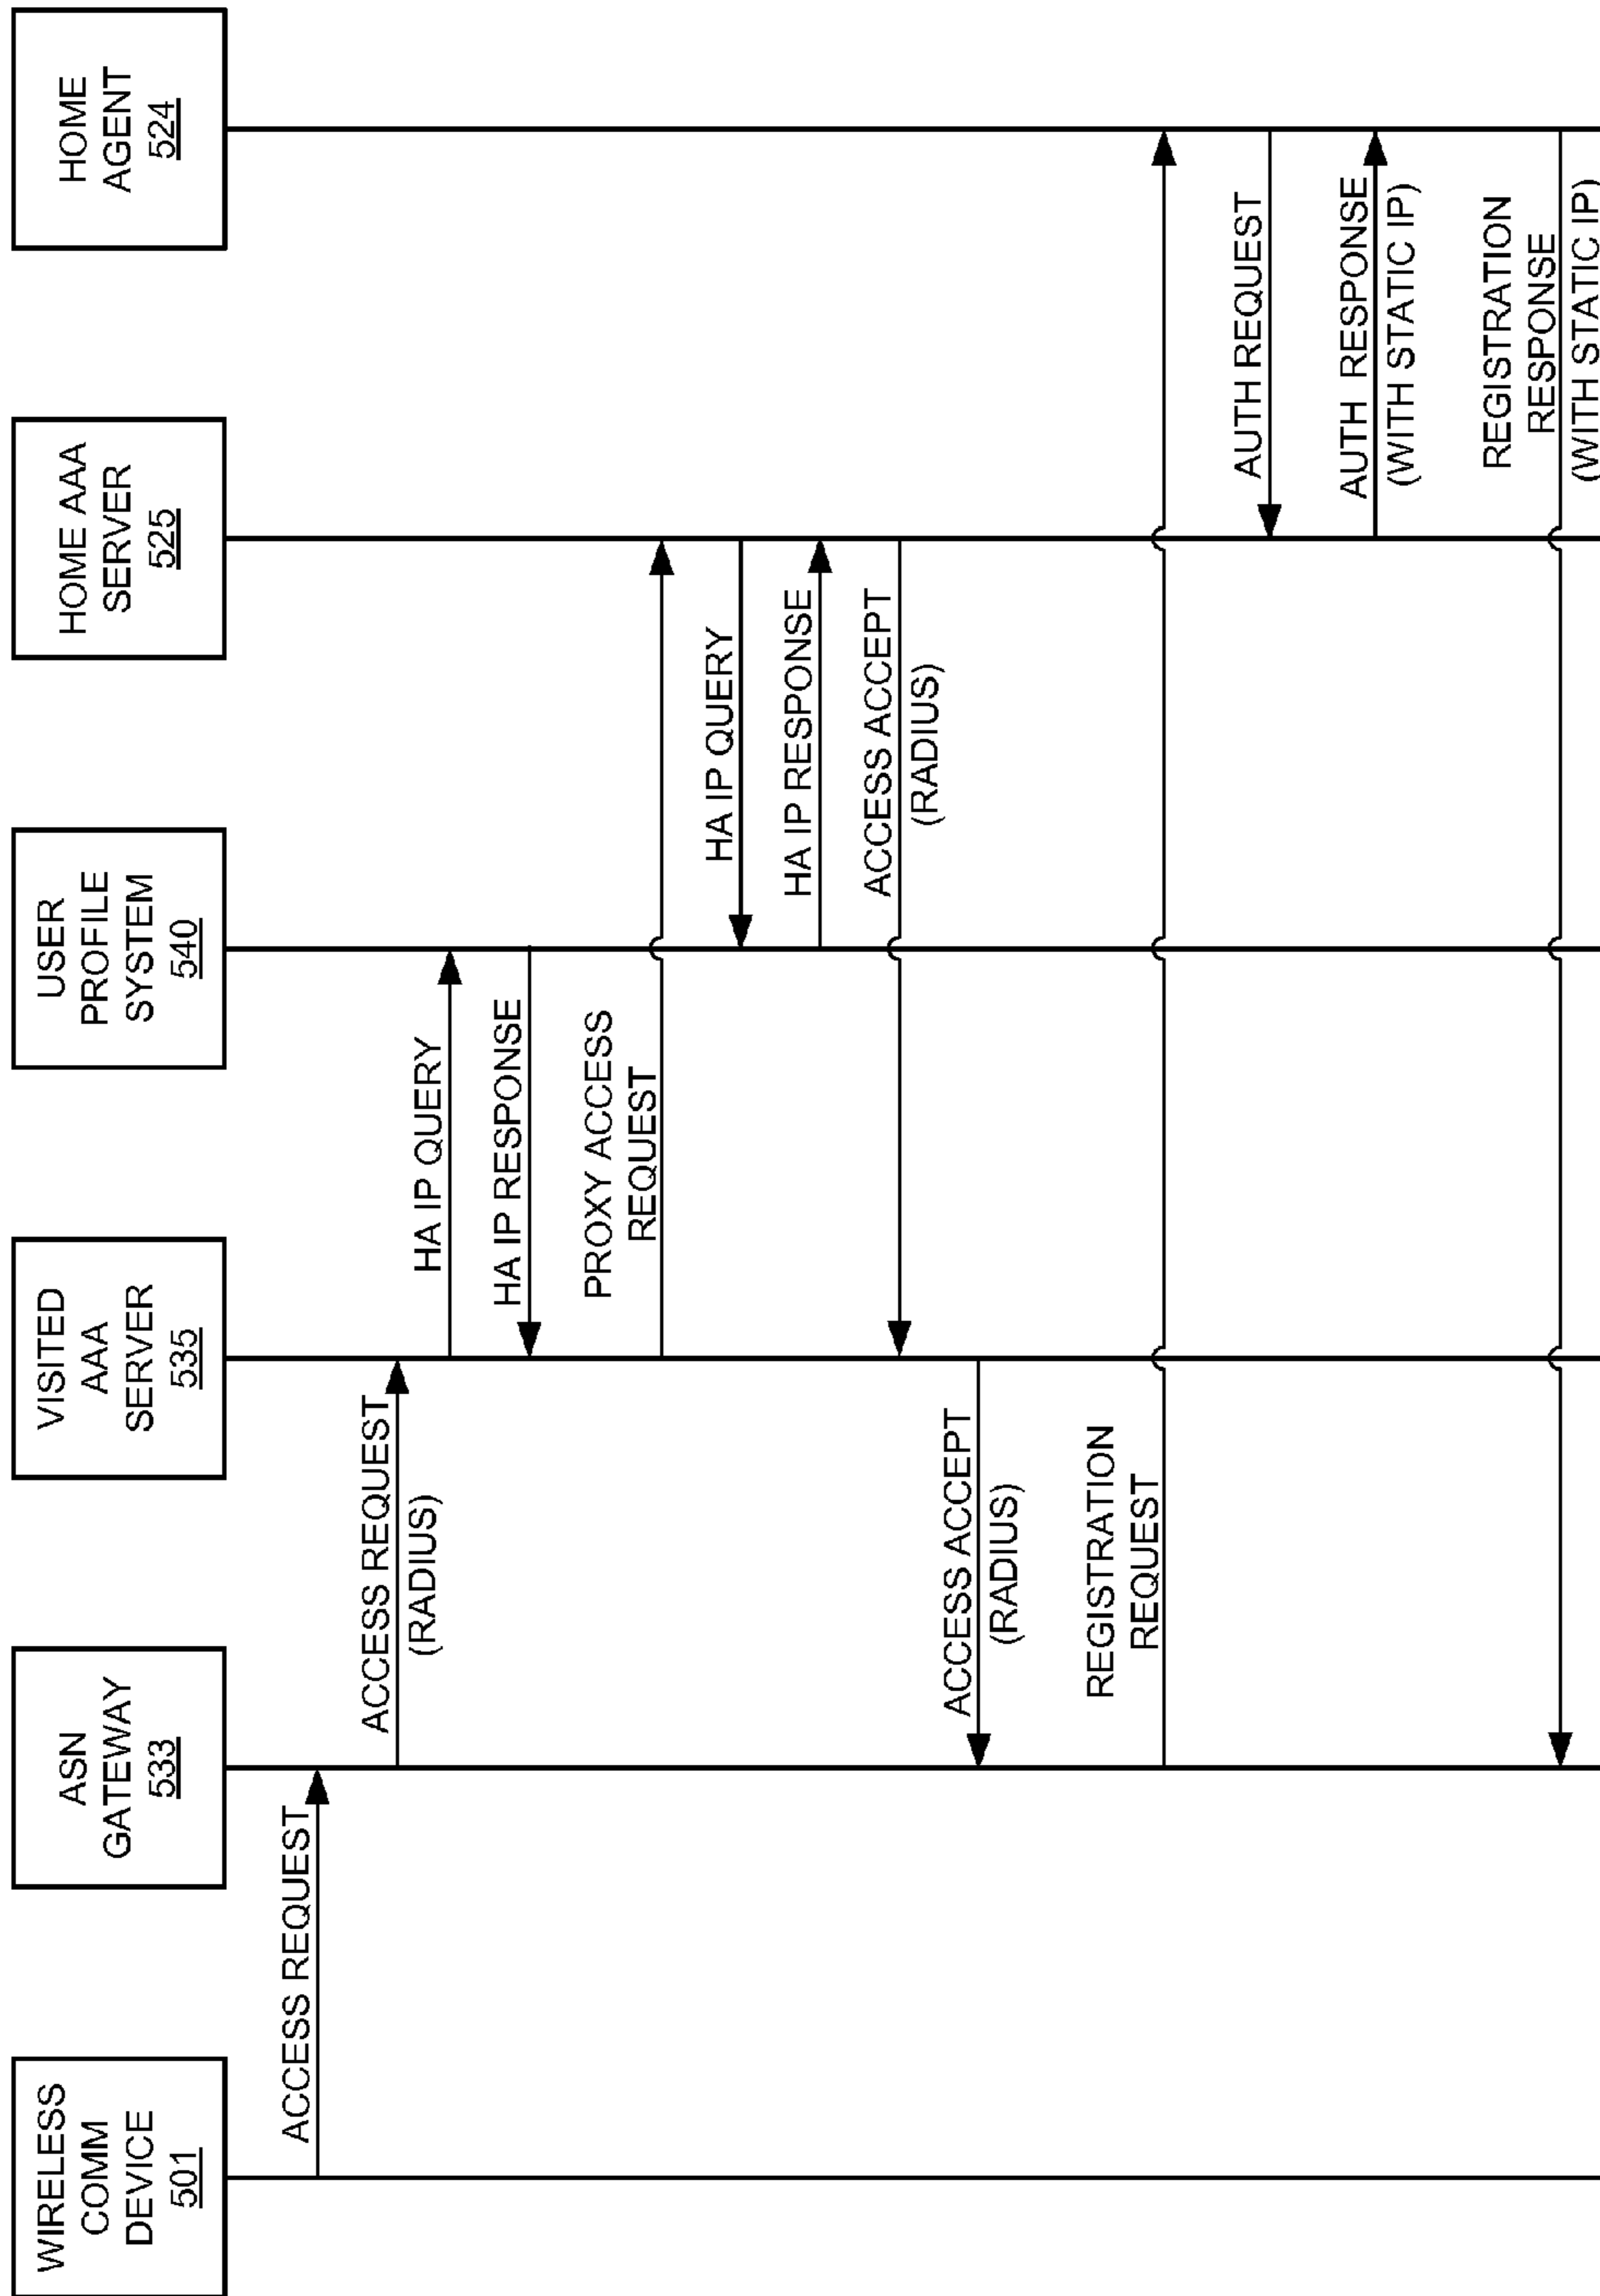 WIRELESS
COMM
DEVICE
501
ASN
GATEWAY
533
VISITED
AAA
SERVER
535
USER
PROFILE
SYSTEM
540
HOME AAA
SERVER
525
HOME
AGENT
524
ACCESS REQUEST
ACCESS REQUEST
(RADIUS)
HA IP QUERY
HA IP RESPONSE
PROXY ACCESS
REQUEST
HA IP QUERY
HA IP RESPONSE
ACCESS ACCEPT
(RADIUS)
ACCESS ACCEPT
(RADIUS)
REGISTRATION
REQUEST
AUTH REQUEST
AUTH RESPONSE
(WITH STATIC IP)
REGISTRATION
RESPONSE
(WITH STATIC IP)